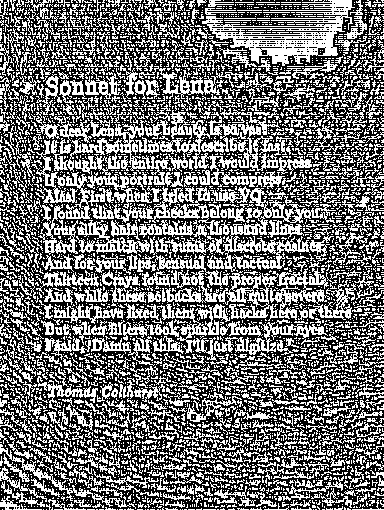 Sonnet for Lena
O dear Lena, your beauty is so vast
It is hard sometimes to describe it fast.
I thought the entire world I would impress
If only your portrait I could compress.
Alas! First when I tried to use VQ
I found that your cheeks belong to only you.
Your silky hair contains a thousand lines
Hard to match with sums of discrete cosines.
And for your lips, sensual and tactual
Thirteen Crays found not the proper fractal.
And while these setbacks are all quite severe
I might have fixed them with hacks here or there
But when filters took sparkle from your eyes
I said, "Damn all this. I'll just digitize."
Thomas Colthurst